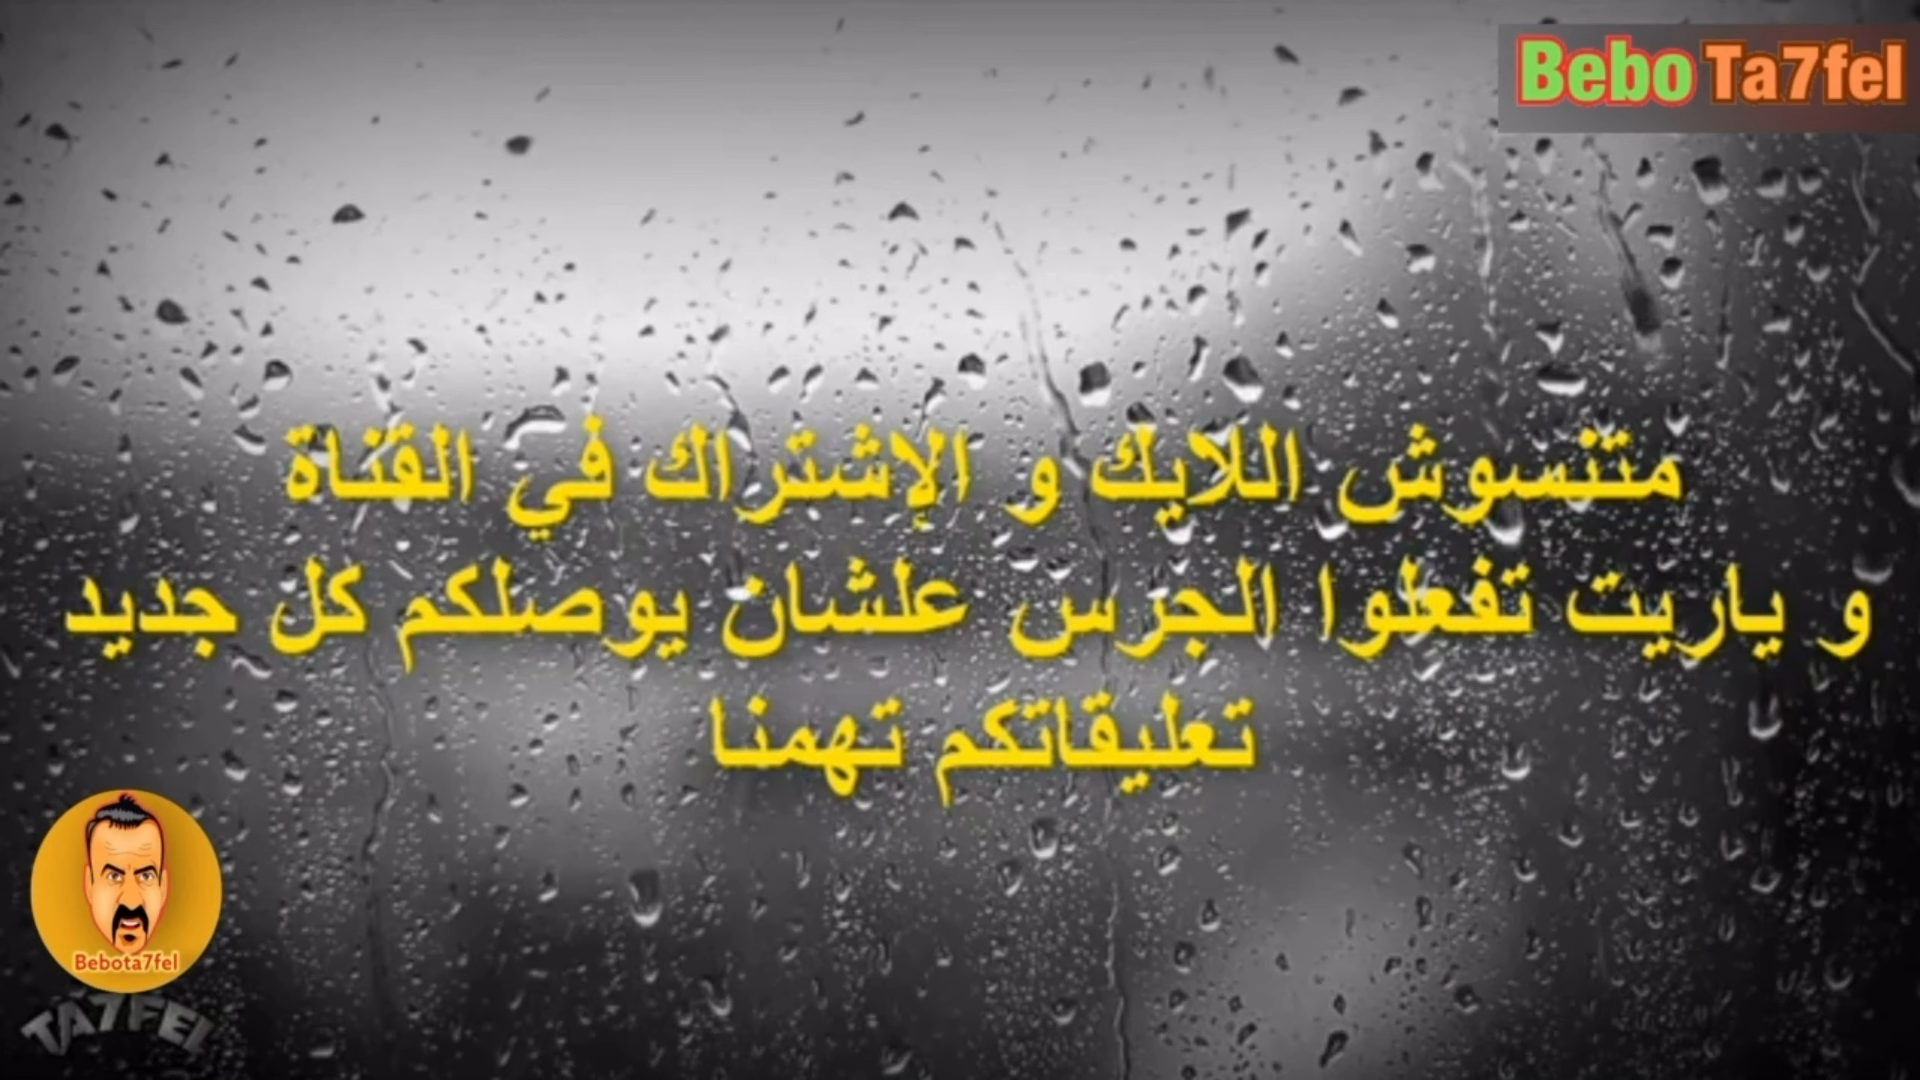 Bebo Ta7fel
متنسوش اللايك و الإشتراك في القناة
و ياريت تفعلوا الجرس علشان يوصلكم كل جديد
تعليقاتكم تهمنا
Bebota7fel
TA7FEL